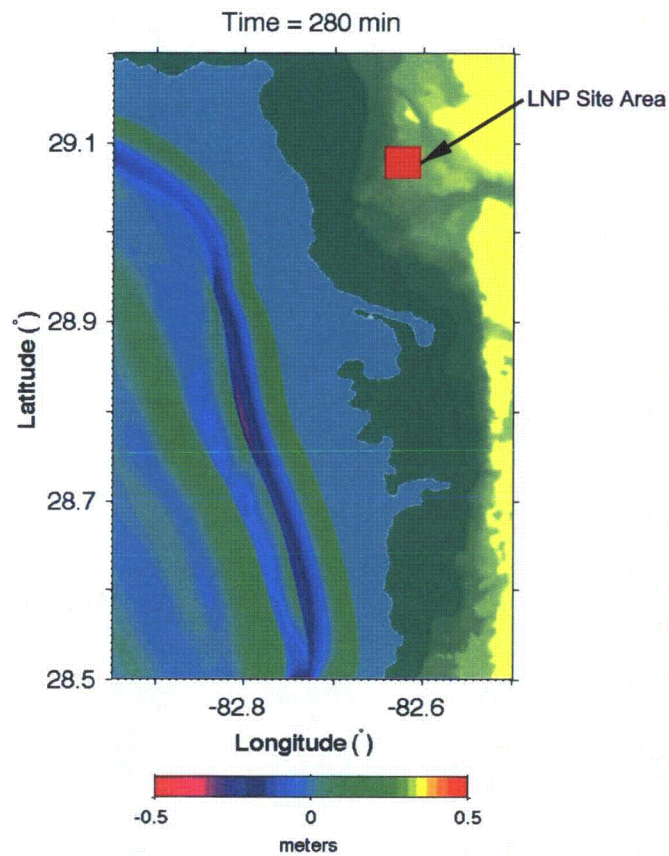 Time = 280 min
LNP Site Area
29.1
28.9
28.7
28.5
Latitude (°)
-82.8 -82.6
Longitude (°)
-0.5 0 0.5
meters